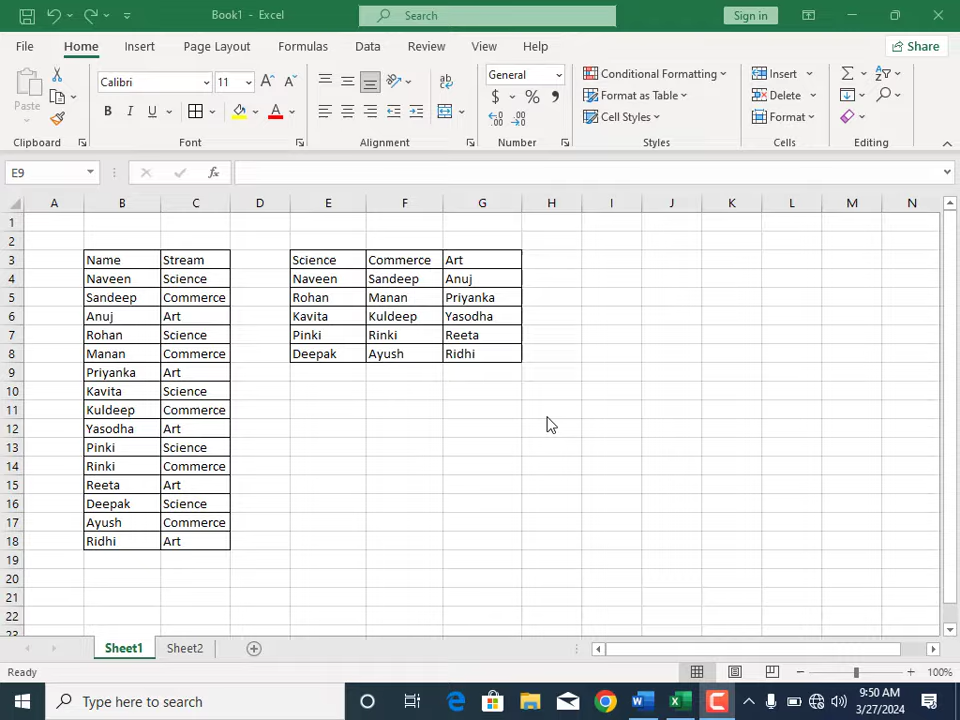 Book1 - Excel
Search
Sign in
File Home Insert Page Layout Formulas Data Review View Help Share
Paste
Calibri 11
B I U A
ab
General
$ % 9
Conditional Formatting
Format as Table
Cell Styles
Insert
Delete
Format
Clipboard Font Alignment Number Styles Cells Editing
E9 fx
A B C D E F G H I J K L M N
1
2
3 Name Stream Science Commerce Art
4 Naveen Science Naveen Sandeep Anuj
5 Sandeep Commerce Rohan Manan Priyanka
6 Anuj Art Kavita Kuldeep Yasodha
7 Rohan Science Pinki Rinki Reeta
8 Manan Commerce Deepak Ayush Ridhi
9 Priyanka Art
10 Kavita Science
11 Kuldeep Commerce
12 Yasodha Art
13 Pinki Science
14 Rinki Commerce
15 Reeta Art
16 Deepak Science
17 Ayush Commerce
18 Ridhi Art
19
20
21
22
23
Sheet1 Sheet2
Ready 100%
Type here to search
9:50 AM
3/27/2024